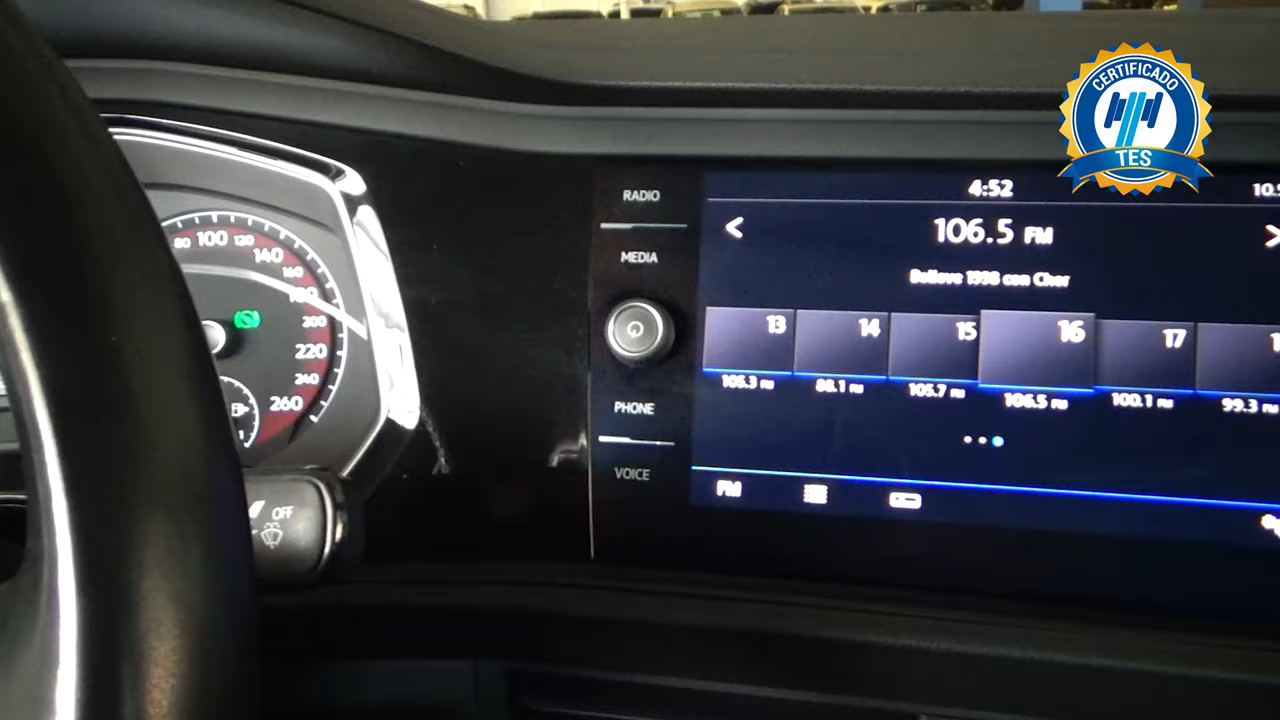 CERTIFICADO
TES
4:52
RADIO
106.5 FM
MEDIA
Believe 1998 con Cher
80 100 120 140 160 180 200 220 240 260
13 14 15 16 17
105.3 FM 88.1 FM 105.7 FM 106.5 FM 100.1 FM 99.3 FM
PHONE
VOICE
FM
OFF